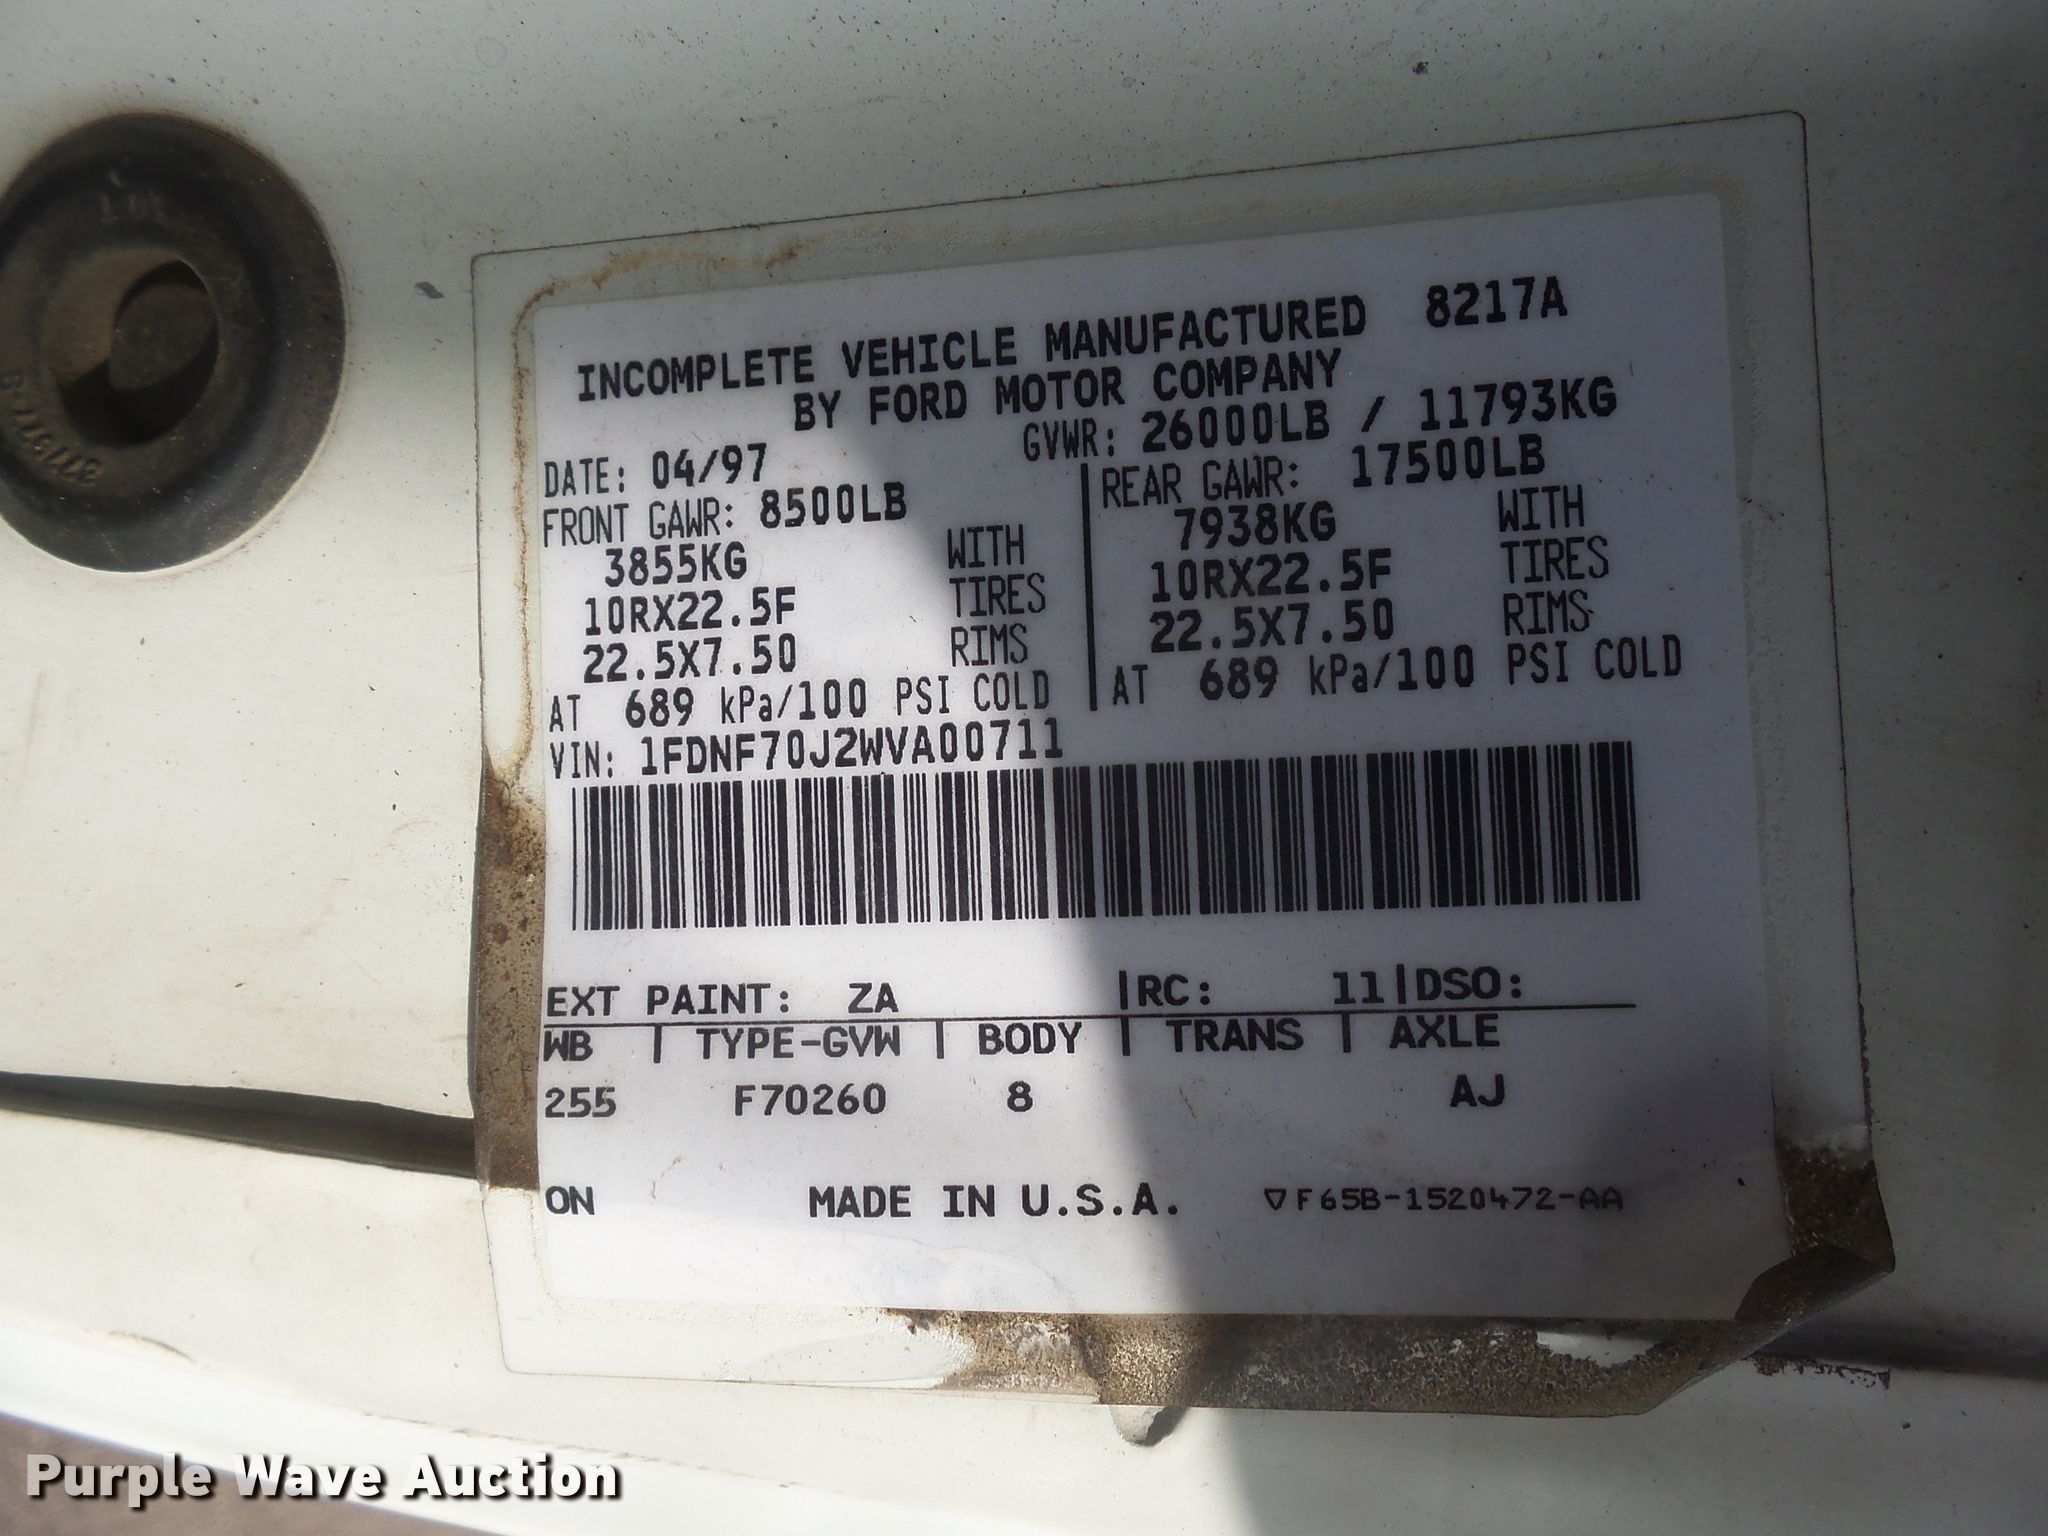 INCOMPLETE VEHICLE MANUFACTURED 8217A
BY FORD MOTOR COMPANY
DATE: 04/97 GVWR: 26000LB / 11793KG
FRONT GAWR: 8500LB
3855KG WITH
10RX22.5F TIRES
22.5X7.50 RIMS
AT 689 kPa/100 PSI COLD
REAR GAWR: 17500LB
7938KG WITH
10RX22.5F TIRES
22.5X7.50 RIMS
AT 689 kPa/100 PSI COLD
VIN: 1FDNF70J2WVA00711
EXT PAINT: ZA |RC: 11|DSO:
WB | TYPE-GVW | BODY | TRANS | AXLE
255 F70260 8 AJ
ON MADE IN U.S.A. ▽F65B-1520472-AA
Purple Wave Auction